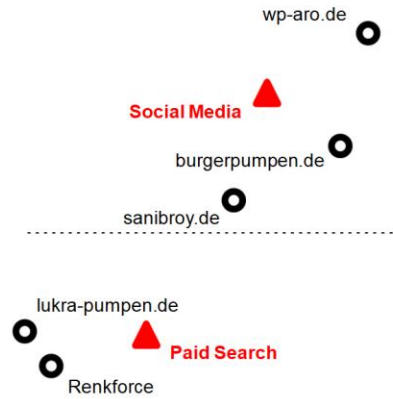 wp-aro.de
Social Media
burgerpumpen.de
sanibroy.de
lukra-pumpen.de
Paid Search
Renkforce